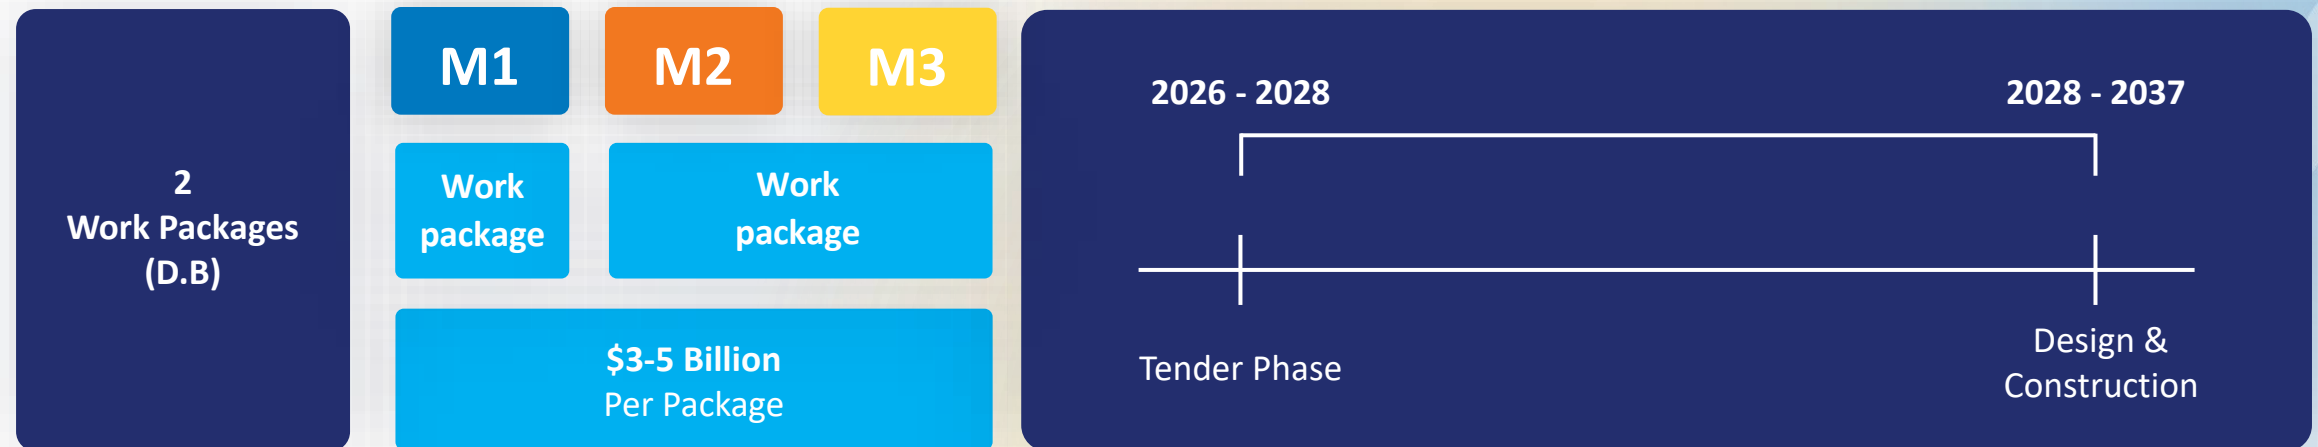 2
Work Packages
(D.B)
M1
M2
M3
Work
package
Work
package
$3-5 Billion
Per Package
2026 - 2028
2028 - 2037
Tender Phase
Design &
Construction